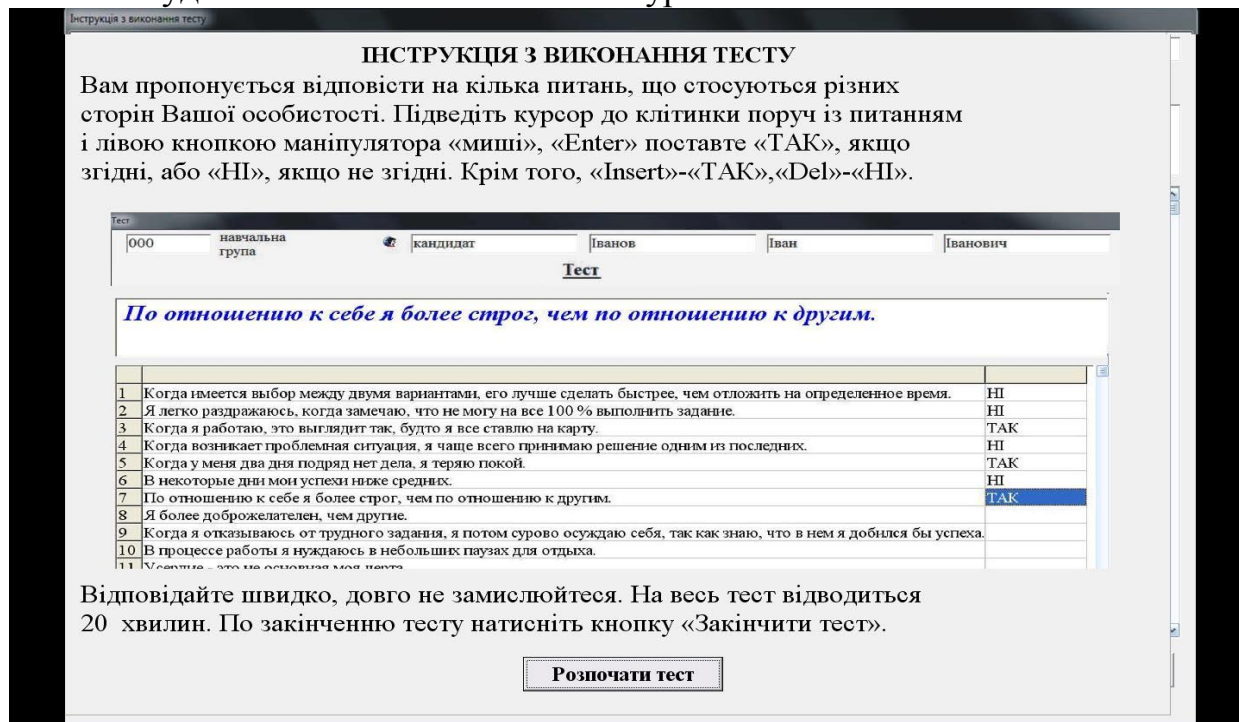 Інструкція з виконання тесту
ІНСТРУКЦІЯ З ВИКОНАННЯ ТЕСТУ
Вам пропонується відповісти на кілька питань, що стосуються різних
сторін Вашої особистості. Підведіть курсор до клітинки поруч із питанням
і лівою кнопкою маніпулятора «миші», «Enter» поставте «ТАК», якщо
згідні, або «НІ», якщо не згідні. Крім того, «Insert»-«ТАК»,«Del»-«НІ».
Тест
000 навчальна група кандидат Іванов Іван Іванович
Тест
По отношению к себе я более строг, чем по отношению к другим.
1 Когда имеется выбор между двумя вариантами, его лучше сделать быстрее, чем отложить на определенное время. НІ
2 Я легко раздражаюсь, когда замечаю, что не могу на все 100 % выполнить задание. НІ
3 Когда я работаю, это выглядит так, будто я все ставлю на карту. ТАК
4 Когда возникает проблемная ситуация, я чаще всего принимаю решение одним из последних. НІ
5 Когда у меня два дня подряд нет дела, я теряю покой. ТАК
6 В некоторые дни мои успехи ниже средних. НІ
7 По отношению к себе я более строг, чем по отношению к другим. ТАК
8 Я более доброжелателен, чем другие.
9 Когда я отказываюсь от трудного задания, я потом сурово осуждаю себя, так как знаю, что в нем я добился бы успеха.
10 В процессе работы я нуждаюсь в небольших паузах для отдыха.
11 Усердие - это не основная моя черта.
Відповідайте швидко, довго не замислюйтеся. На весь тест відводиться
20 хвилин. По закінченню тесту натисніть кнопку «Закінчити тест».
Розпочати тест